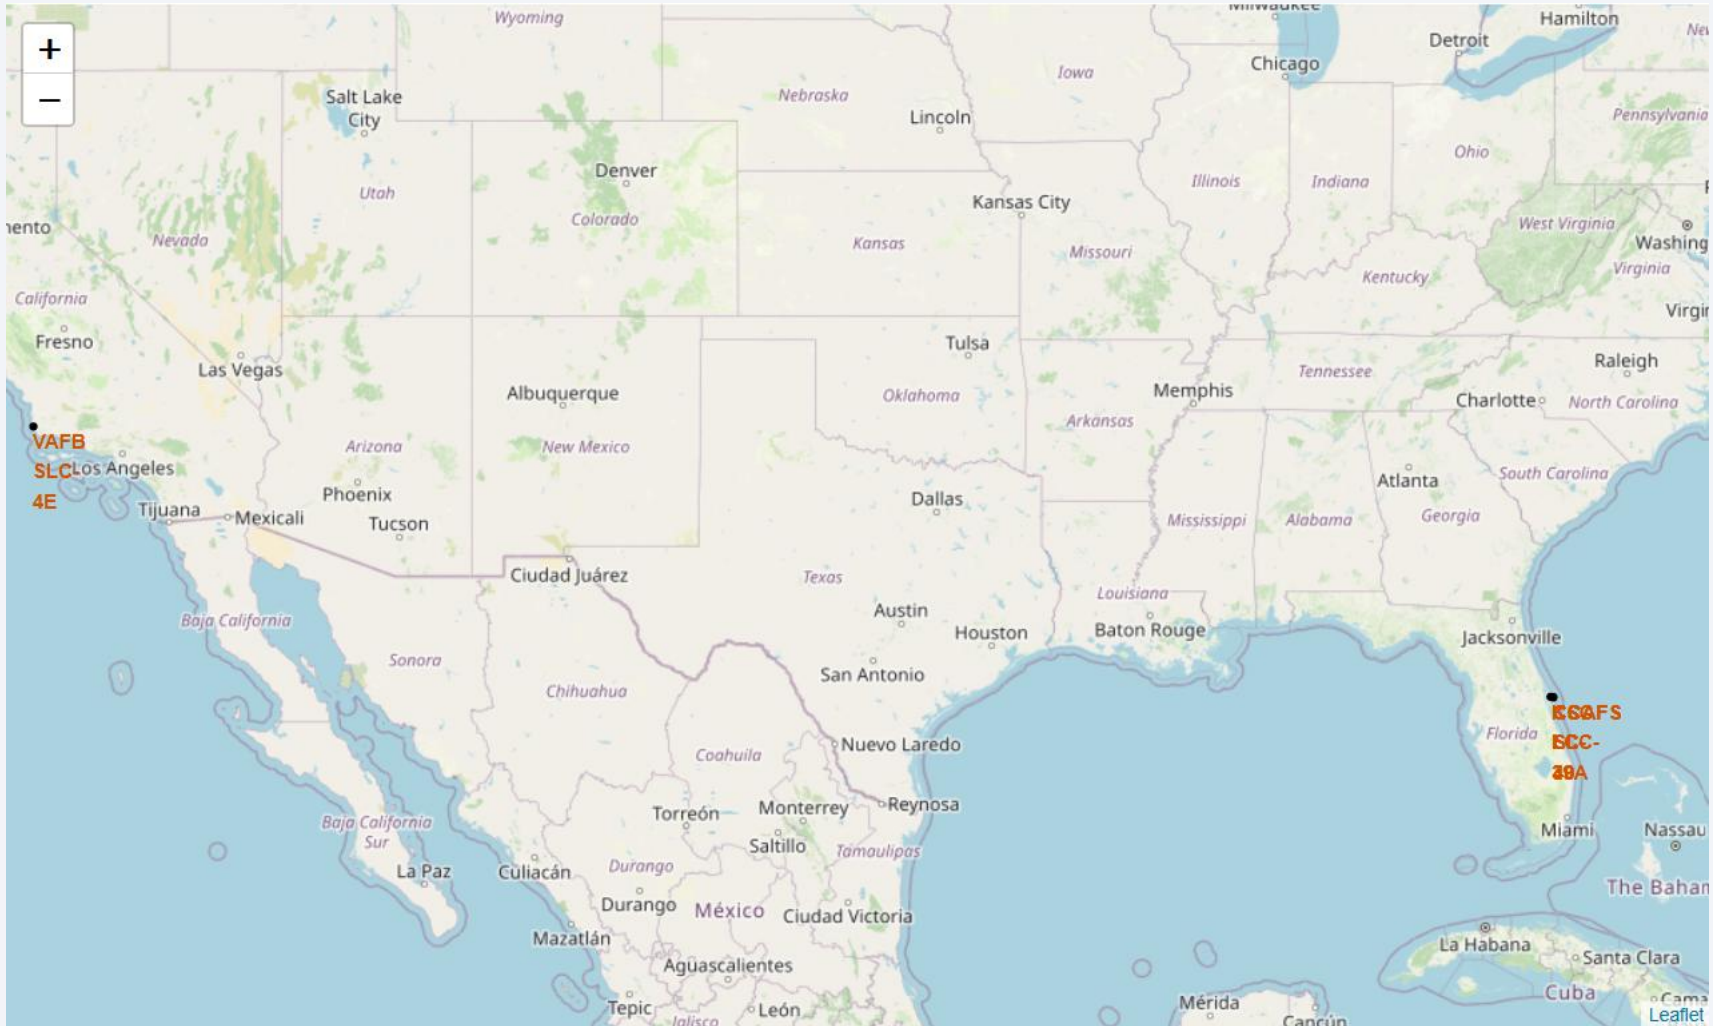 Wyoming
Milwaukee
Hamilton
+
Detroit
−
Chicago
Iowa
Salt Lake
City
Nebraska
Lincoln
Pennsylvania
Ohio
Denver
Utah
Illinois
Indiana
Kansas City
Colorado
West Virginia
Nevada
Kansas
Missouri
Washing
Kentucky
Virginia
California
Virgin
Fresno
Las Vegas
Tulsa
Raleigh
Tennessee
Albuquerque
Oklahoma
Memphis
Charlotte
North Carolina
Arkansas
VAFB
SLC-
4E
Arizona
New Mexico
Los Angeles
South Carolina
Atlanta
Phoenix
Dallas
Tijuana
Mexicali
Tucson
Mississippi
Alabama
Georgia
Ciudad Juárez
Texas
Louisiana
Austin
Baja California
Houston
Baton Rouge
Jacksonville
Sonora
San Antonio
Chihuahua
Florida
Coahuila
Nuevo Laredo
Torreón
Monterrey
Reynosa
Baja California
Sur
Miami
Nassau
Saltillo
Tamaulipas
La Paz
Culiacán
Durango
Durango
México
Ciudad Victoria
The Baham
Mazatlán
La Habana
Santa Clara
Aguascalientes
Cuba
Tepic
León
Mérida
Jalisco
Cancún
Leaflet